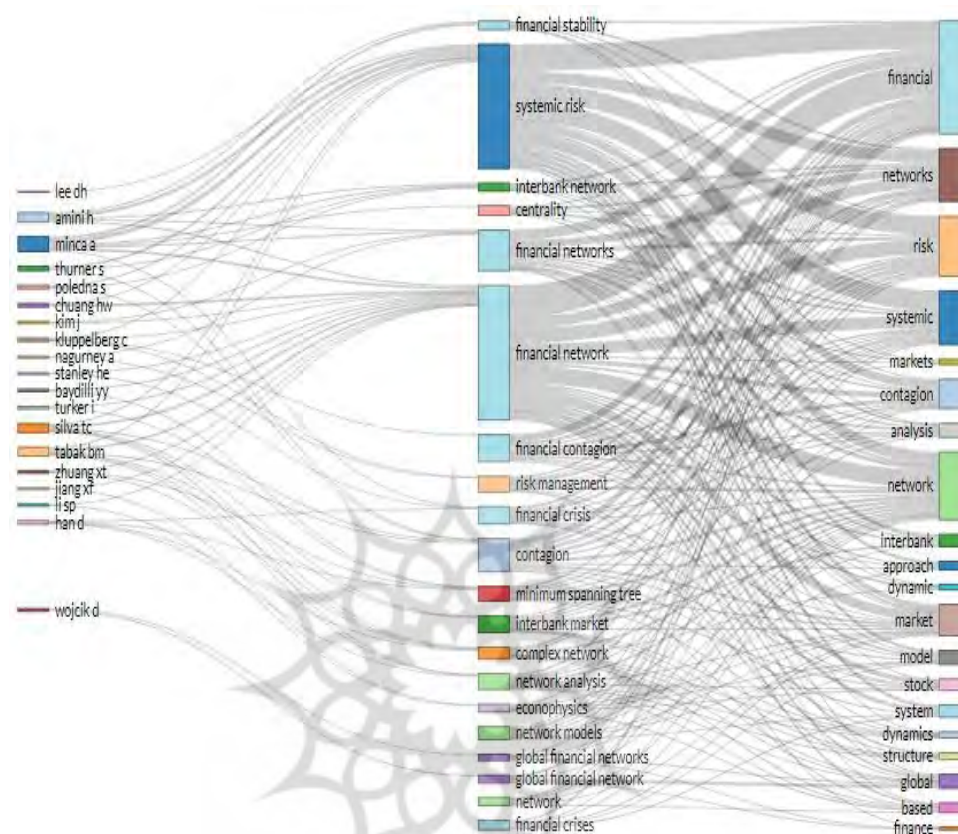 lee dh
amini h
minca a
thurner s
poledna s
chuang hw
kim j
kluppelberg c
nagurney a
stanley he
baydilli yy
turker i
silva tc
tabak bm
zhuang xt
jiang xf
li sp
han d
wojcik d
financial stability
systemic risk
interbank network
centrality
financial networks
financial network
financial contagion
risk management
financial crisis
contagion
minimum spanning tree
interbank market
complex network
network analysis
econophysics
network models
global financial networks
global financial network
network
financial crises
financial
networks
risk
systemic
markets
contagion
analysis
network
interbank
approach
dynamic
market
model
stock
system
dynamics
structure
global
based
finance